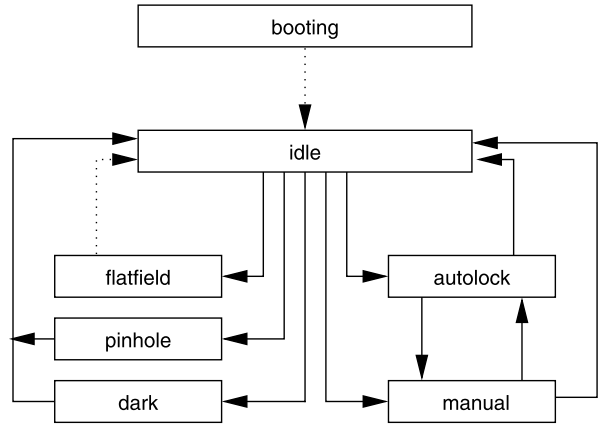 booting
idle
flatfield
autolock
pinhole
dark
manual